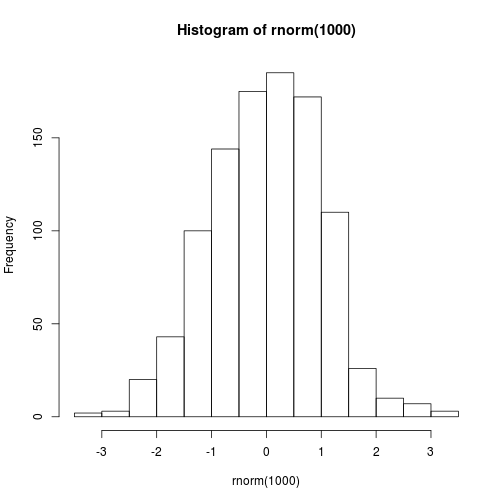 Histogram of rnorm(1000)
Frequency
150
100
50
0
-3 -2 -1 0 1 2 3
rnorm(1000)